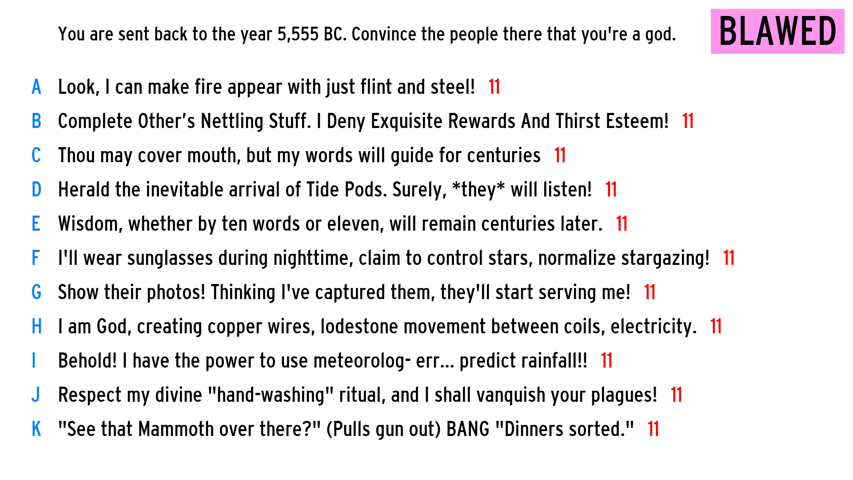 You are sent back to the year 5,555 BC. Convince the people there that you're a god.
BLAWED
A Look, I can make fire appear with just flint and steel! 11
B Complete Other’s Nettling Stuff. I Deny Exquisite Rewards And Thirst Esteem! 11
C Thou may cover mouth, but my words will guide for centuries 11
D Herald the inevitable arrival of Tide Pods. Surely, *they* will listen! 11
E Wisdom, whether by ten words or eleven, will remain centuries later. 11
F I'll wear sunglasses during nighttime, claim to control stars, normalize stargazing! 11
G Show their photos! Thinking I've captured them, they'll start serving me! 11
H I am God, creating copper wires, lodestone movement between coils, electricity. 11
I Behold! I have the power to use meteorolog- err... predict rainfall!! 11
J Respect my divine "hand-washing" ritual, and I shall vanquish your plagues! 11
K "See that Mammoth over there?" (Pulls gun out) BANG "Dinners sorted." 11